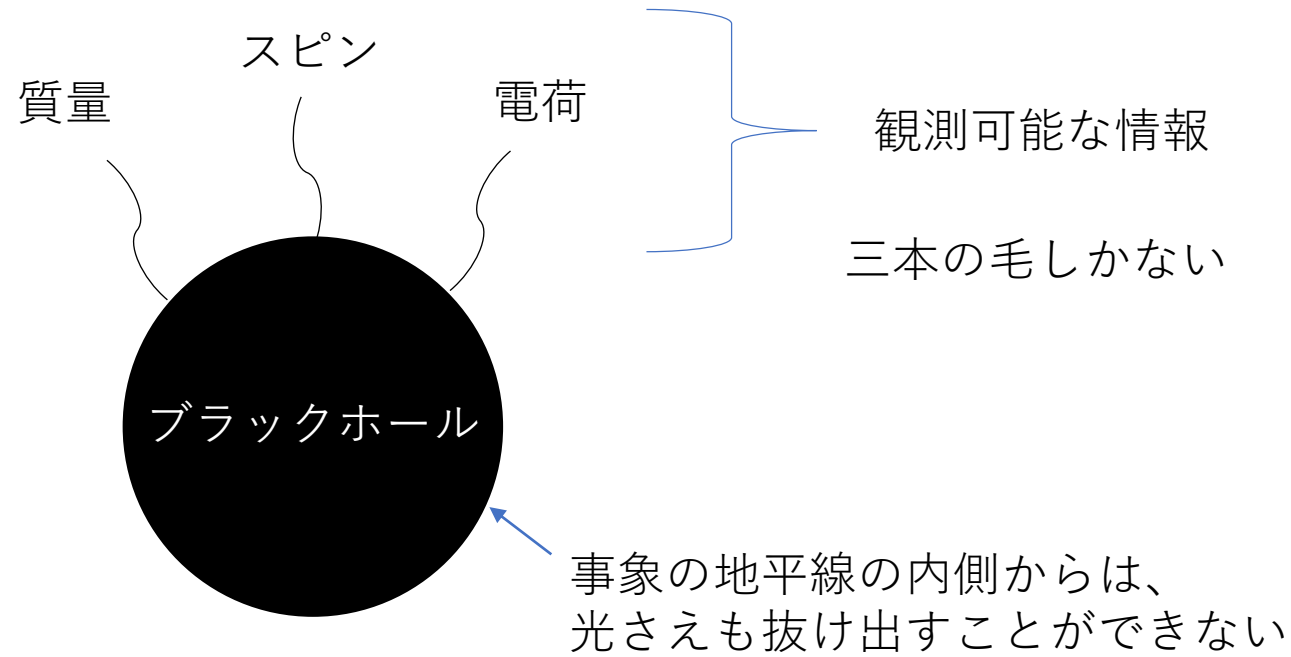 スピン
質量
電荷
観測可能な情報
三本の毛しかない
ブラックホール
事象の地平線の内側からは、
光さえも抜け出すことができない